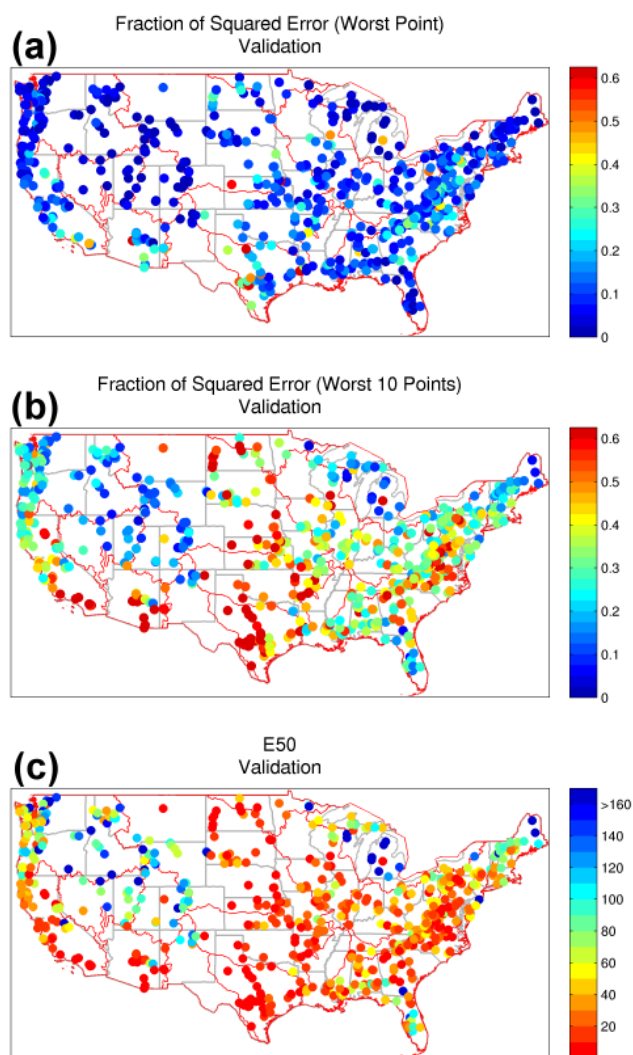 (a)
Fraction of Squared Error (Worst Point)
Validation
0.6
0.5
0.4
0.3
0.2
0.1
0
(b)
Fraction of Squared Error (Worst 10 Points)
Validation
0.6
0.5
0.4
0.3
0.2
0.1
0
(c)
E50
Validation
>160
140
120
100
80
60
40
20